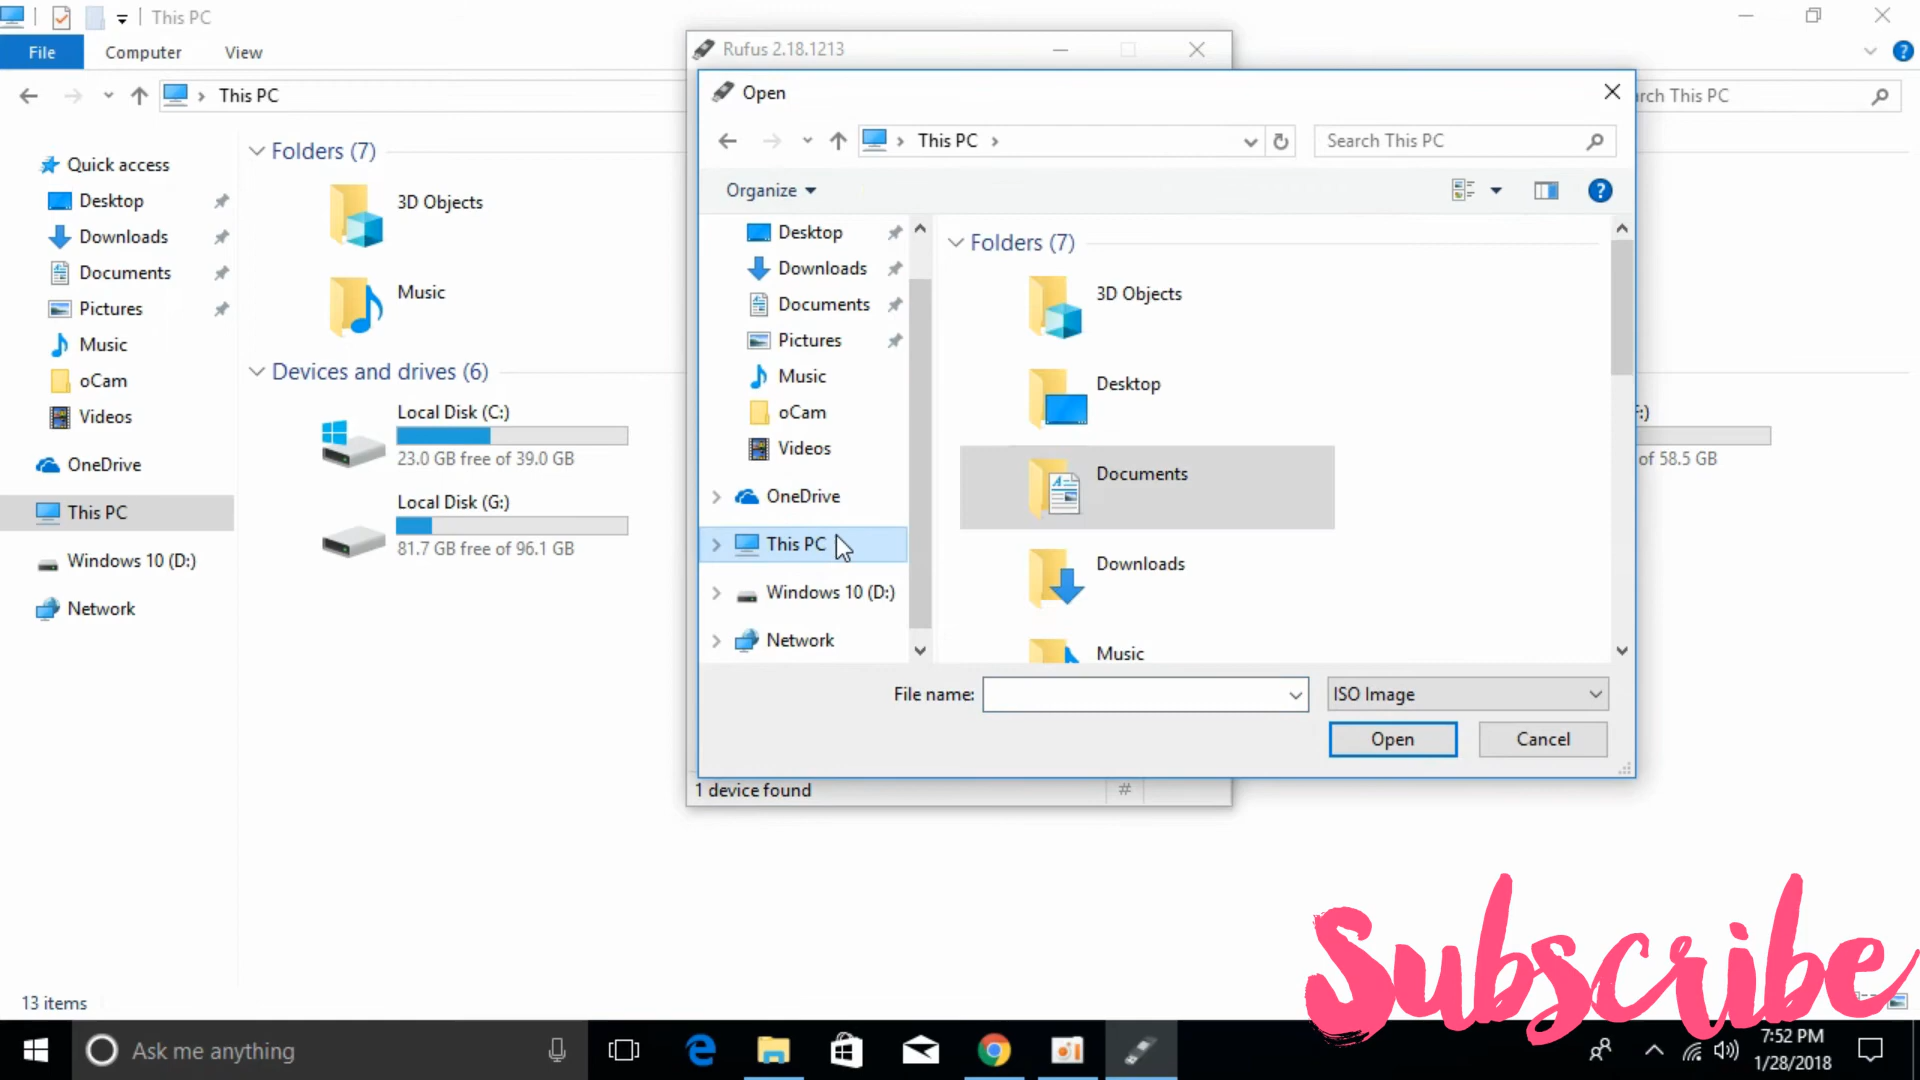 This PC
File
Computer
View
This PC
rch This PC
Quick access
Desktop
Downloads
Documents
Pictures
Music
oCam
Videos
OneDrive
This PC
Windows 10 (D:)
Network
Folders (7)
3D Objects
Music
Devices and drives (6)
Local Disk (C:)
23.0 GB free of 39.0 GB
Local Disk (G:)
81.7 GB free of 96.1 GB
:)
of 58.5 GB
Rufus 2.18.1213
Open
This PC
Search This PC
Organize
Desktop
Downloads
Documents
Pictures
Music
oCam
Videos
OneDrive
This PC
Windows 10 (D:)
Network
Folders (7)
3D Objects
Desktop
Documents
Downloads
Music
File name:
ISO Image
Open
Cancel
1 device found
#
13 items
Subscribe
Ask me anything
7:52 PM
1/28/2018